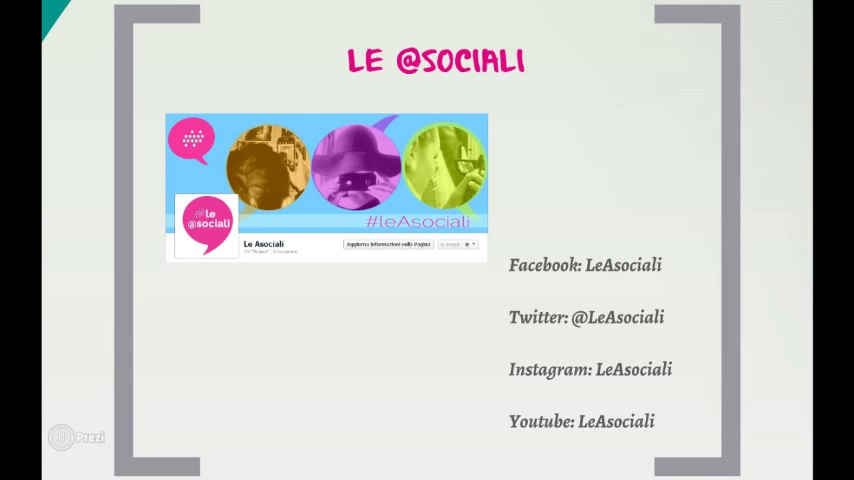 LE @SOCIALI
#leAsociali
#le
@sociali
Le Asociali
Aggiorna informazioni sulla Pagina
Facebook: LeAsociali
Twitter: @LeAsociali
Instagram: LeAsociali
Youtube: LeAsociali
Prezi